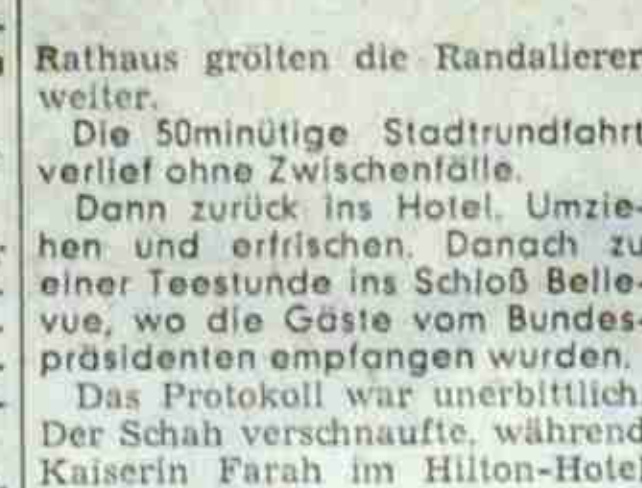 Rathaus grölten die Randalierer
weiter.
Die 50minütige Stadtrundfahrt
verlief ohne Zwischenfälle.
Dann zurück ins Hotel. Umzie-
hen und erfrischen. Danach zu
einer Teestunde ins Schloß Belle-
vue, wo die Gäste vom Bundes-
präsidenten empfangen wurden.
Das Protokoll war unerbittlich.
Der Schah verschnaufte, während
Kaiserin Farah im Hilton-Hotel